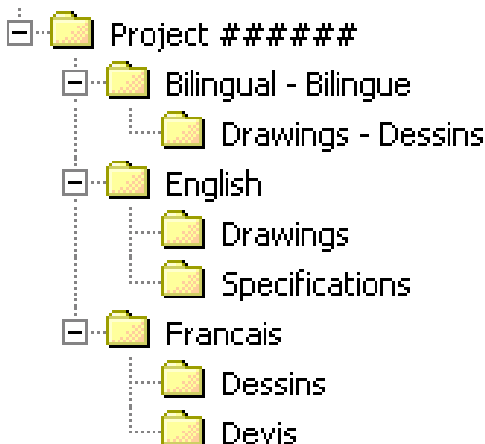 Project ######
Bilingual - Bilingue
Drawings - Dessins
English
Drawings
Specifications
Francais
Dessins
Devis